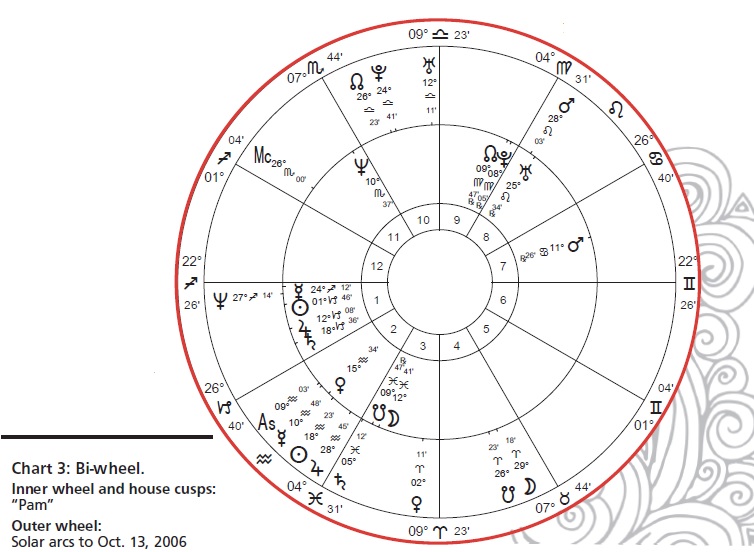 09° ♎ 23'
04° ♍ 31'
♌
26° ♋ 40'
22° ♊ 26'
04' ♊ 01°
44' ♉ 07°
09° ♈ 23'
04° ♓ 31'
♒
26° ♑ 40'
22° ♐ 26'
04' ♐ 01°
44' ♏ 07°
☊ 26° ♎ 23'
♇ 24° ♎ 41'
♅ 12° ♎ 11'
♂ 28° ♌ 03'
Mc 26° ♏ 00'
♆ 10° ♏ 37'
☊ 09° ♍ 47' ℞
♇ 08° ♍ 05' ℞
♅ 25° ♌ 34' ℞
♂ 11° ♋ 26' ℞
10 9
11 8
12 7
1 6
2 5
3 4
♆ 27° ♐ 14'
☿ 24° ♐ 12'
☉ 01° ♑ 46'
♃ 12° ♑ 08'
♄ 18° ♑ 36'
♀ 15° ♒ 34'
☋ 09° ♓ 47' ℞
☽ 12° ♓ 41'
As 09° ♒ 03'
☿ 10° ♒ 48'
☉ 18° ♒ 23'
♃ 28° ♒ 45'
♄ 05° ♓ 12'
♀ 02° ♈ 11'
☋ 26° ♈ 23'
☽ 29° ♈ 18'
Chart 3: Bi-wheel.
Inner wheel and house cusps:
“Pam”
Outer wheel:
Solar arcs to Oct. 13, 2006